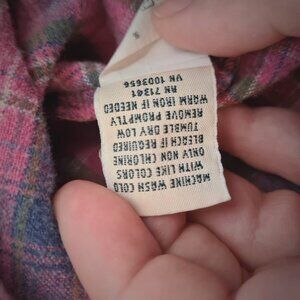 MACHINE WASH COLD
WITH LIKE COLORS
ONLY NON CHLORINE
BLEACH IF REQUIRED
TUMBLE DRY LOW
REMOVE PROMPTLY
WARM IRON IF NEEDED
RN 71341
VN 1003656